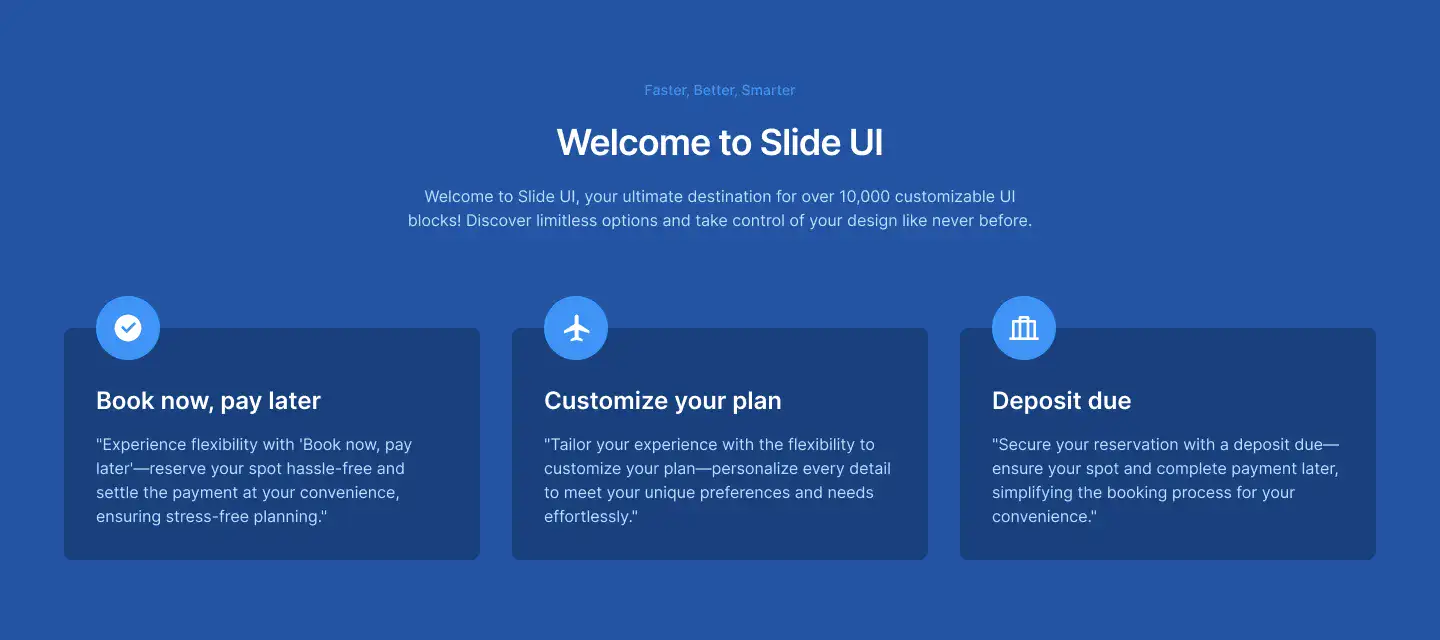 Faster, Better, Smarter
Welcome to Slide UI
Welcome to Slide UI, your ultimate destination for over 10,000 customizable UI
blocks! Discover limitless options and take control of your design like never before.
Book now, pay later
"Experience flexibility with 'Book now, pay
later'—reserve your spot hassle-free and
settle the payment at your convenience,
ensuring stress-free planning."
Customize your plan
"Tailor your experience with the flexibility to
customize your plan—personalize every detail
to meet your unique preferences and needs
effortlessly."
Deposit due
"Secure your reservation with a deposit due—
ensure your spot and complete payment later,
simplifying the booking process for your
convenience."